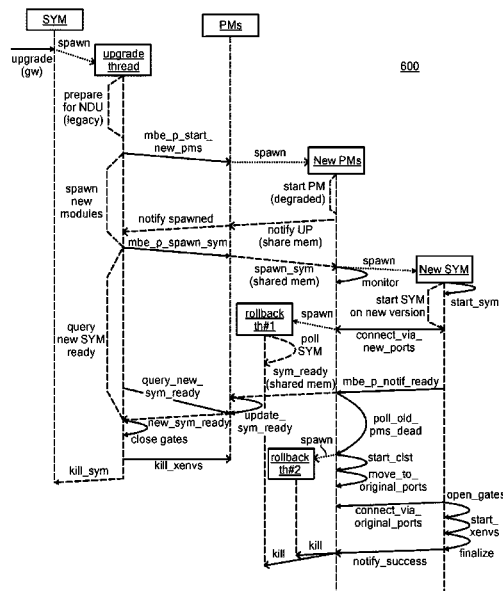 SYM
PMs
spawn
upgrade
(gw)
upgrade
thread
600
prepare
for NDU
(legacy)
mbe_p_start_
new_pms
spawn
New PMs
spawn
new
modules
start PM
(degraded)
notify spawned
notify UP
(share mem)
mbe_p_spawn_sym
spawn
spawn_sym
(shared mem)
monitor
New SYM
start SYM
on new version
start_sym
rollback
th#1
spawn
connect_via_
new_ports
query
new SYM
ready
poll
SYM
query_new_
sym_ready
sym_ready
(shared mem)
mbe_p_notif_ready
new_sym_ready
update_
sym_ready
poll_old_
pms_dead
close gates
spawn
kill_sym
kill_xenvs
rollback
th#2
start_clst
move_to_
original_ports
open_gates
connect_via_
original_ports
start_
xenvs
kill
kill
notify_success
finalize